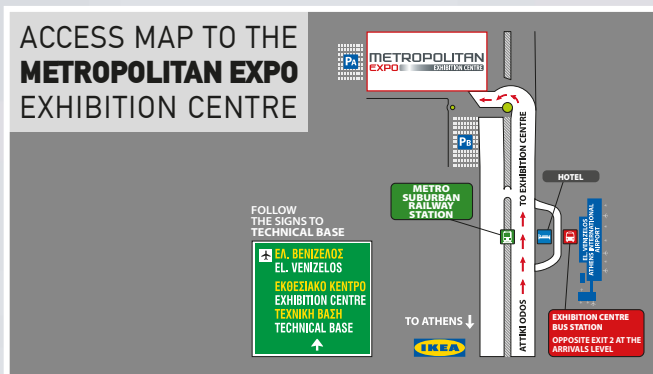 ACCESS MAP TO THE
METROPOLITAN EXPO
EXHIBITION CENTRE
PA
METROPOLITAN
EXPO EXHIBITION CENTRE
PB
TO EXHIBITION CENTRE
ATTIKI ODOS
METRO
SUBURBAN
RAILWAY
STATION
HOTEL
EL. VENIZELOS
ATHENS INTERNATIONAL
AIRPORT
FOLLOW
THE SIGNS TO
TECHNICAL BASE
ΕΛ. ΒΕΝΙΖΕΛΟΣ
EL. VENIZELOS
ΕΚΘΕΣΙΑΚΟ ΚΕΝΤΡΟ
EXHIBITION CENTRE
ΤΕΧΝΙΚΗ ΒΑΣΗ
TECHNICAL BASE
TO ATHENS
IKEA
EXHIBITION CENTRE
BUS STATION
OPPOSITE EXIT 2 AT THE
ARRIVALS LEVEL